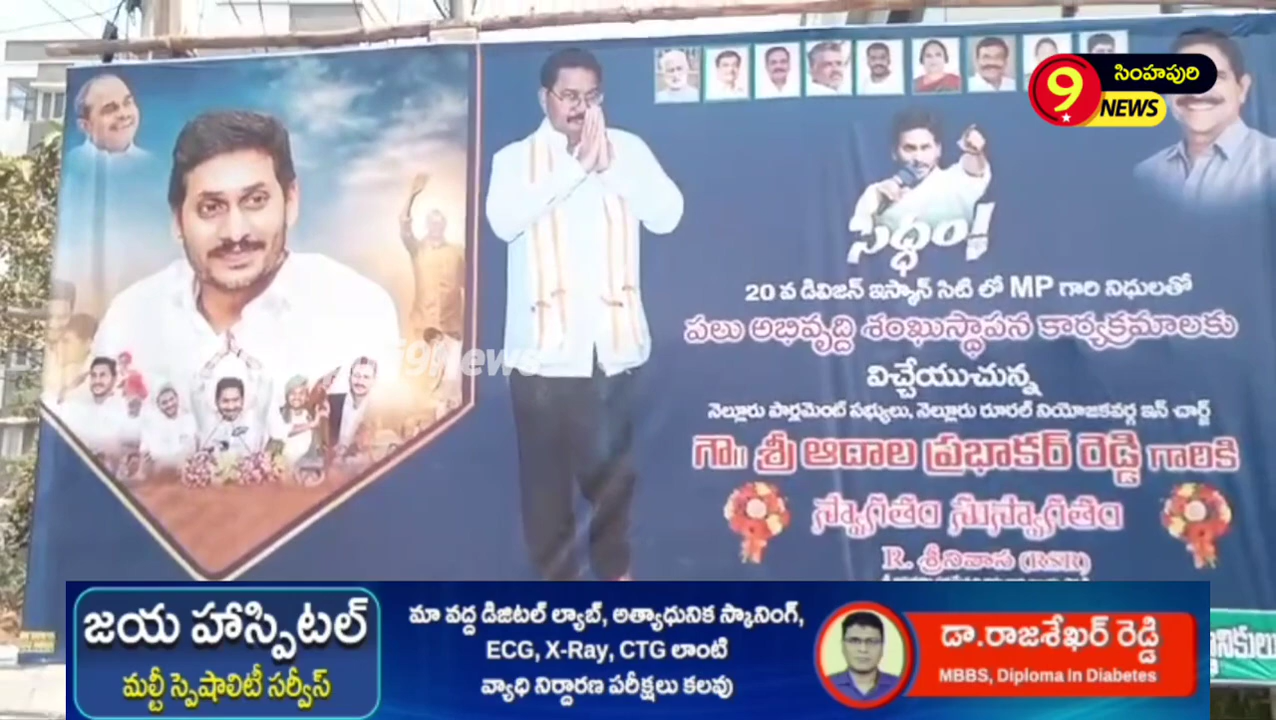 సింహపురి
9 NEWS
సిద్ధం!
20 వ డివిజన్ ఇస్కాన్ సిటీ లో MP గారి నిధులతో
పలు అభివృద్ది శంఖుస్థాపన కార్యక్రమాలకు
విచ్చేయుచున్న
నెల్లూరు పార్లమెంట్ సభ్యులు, నెల్లూరు రూరల్ నియోజకవర్గ ఇన్ చార్జ్
గౌ॥ శ్రీ ఆదాల ప్రభాకర్ రెడ్డి గారికి
స్వాగతం సుస్వాగతం
R. శ్రీనివాస (RSR)
9News
జయ హాస్పిటల్
మల్టీ స్పెషాలిటీ సర్వీస్
మా వద్ద డిజిటల్ ల్యాబ్, అత్యాధునిక స్కానింగ్,
ECG, X-Ray, CTG లాంటి
వ్యాధి నిర్దారణ పరీక్షలు కలవు
డా.రాజశేఖర్ రెడ్డి
MBBS, Diploma In Diabetes